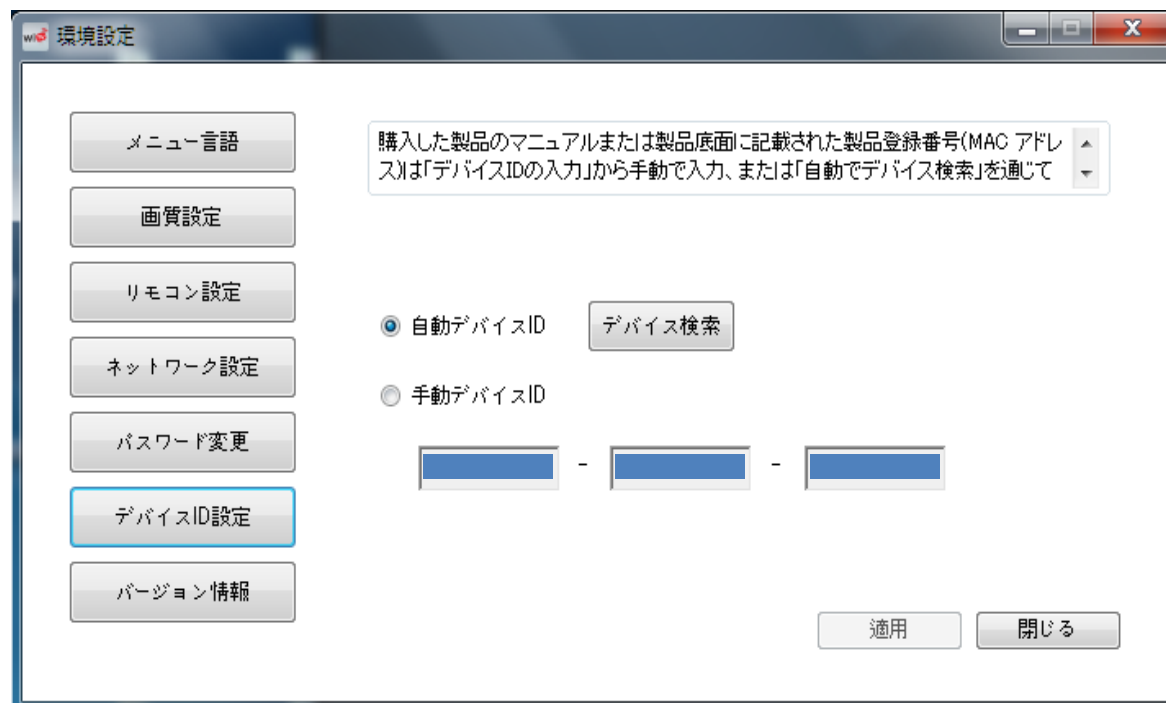 環境設定
メニュー言語
画質設定
リモコン設定
ネットワーク設定
パスワード変更
デバイスID設定
バージョン情報
購入した製品のマニュアルまたは製品底面に記載された製品登録番号(MAC アドレ
ス)は「デバイスIDの入力」から手動で入力、または「自動でデバイス検索」を通じて
自動デバイスID
デバイス検索
手動デバイスID
- -
適用
閉じる